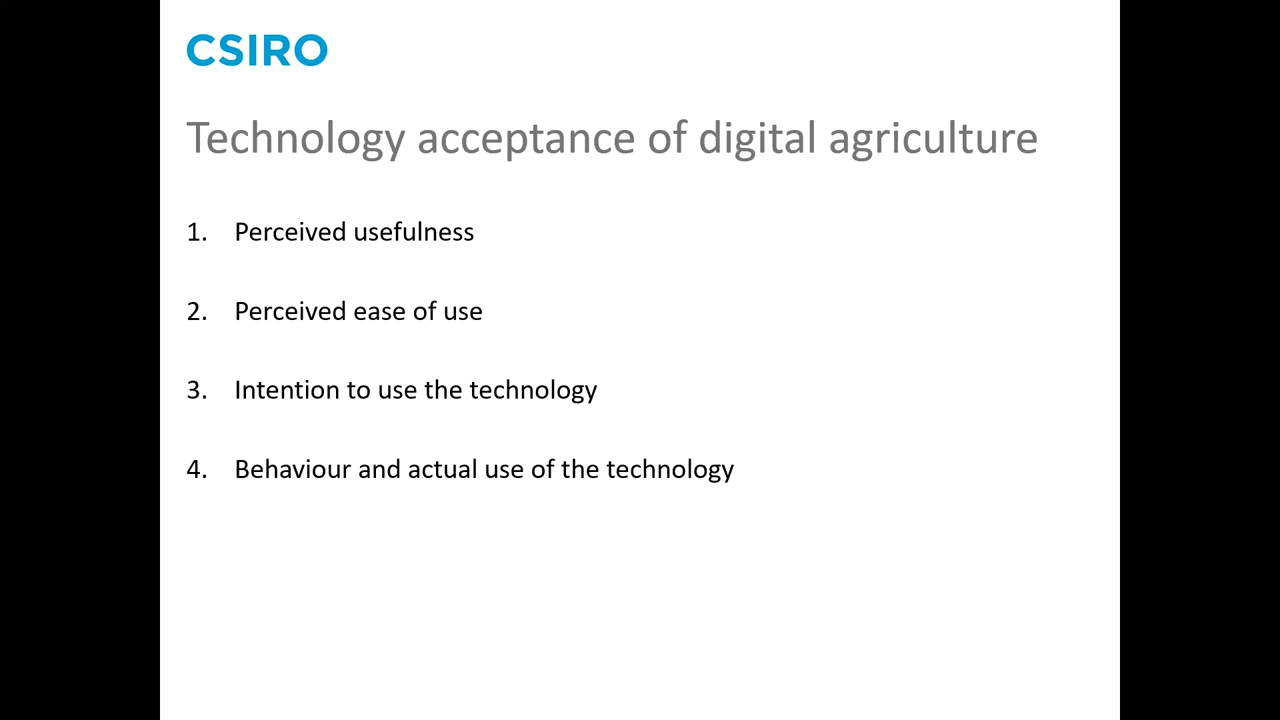 CSIRO
Technology acceptance of digital agriculture
1. Perceived usefulness
2. Perceived ease of use
3. Intention to use the technology
4. Behaviour and actual use of the technology